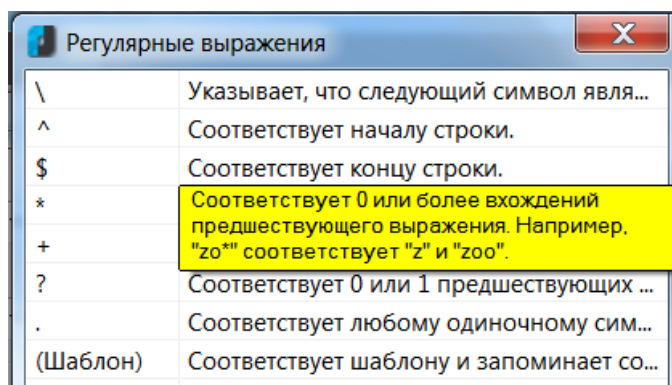 Регулярные выражения
\ Указывает, что следующий символ явля...
^ Соответствует началу строки.
$ Соответствует концу строки.
* Соответствует 0 или более вхождений
предшествующего выражения. Например,
+ "zo*" соответствует "z" и "zoo".
? Соответствует 0 или 1 предшествующих ...
. Соответствует любому одиночному сим...
(Шаблон) Соответствует шаблону и запоминает со...